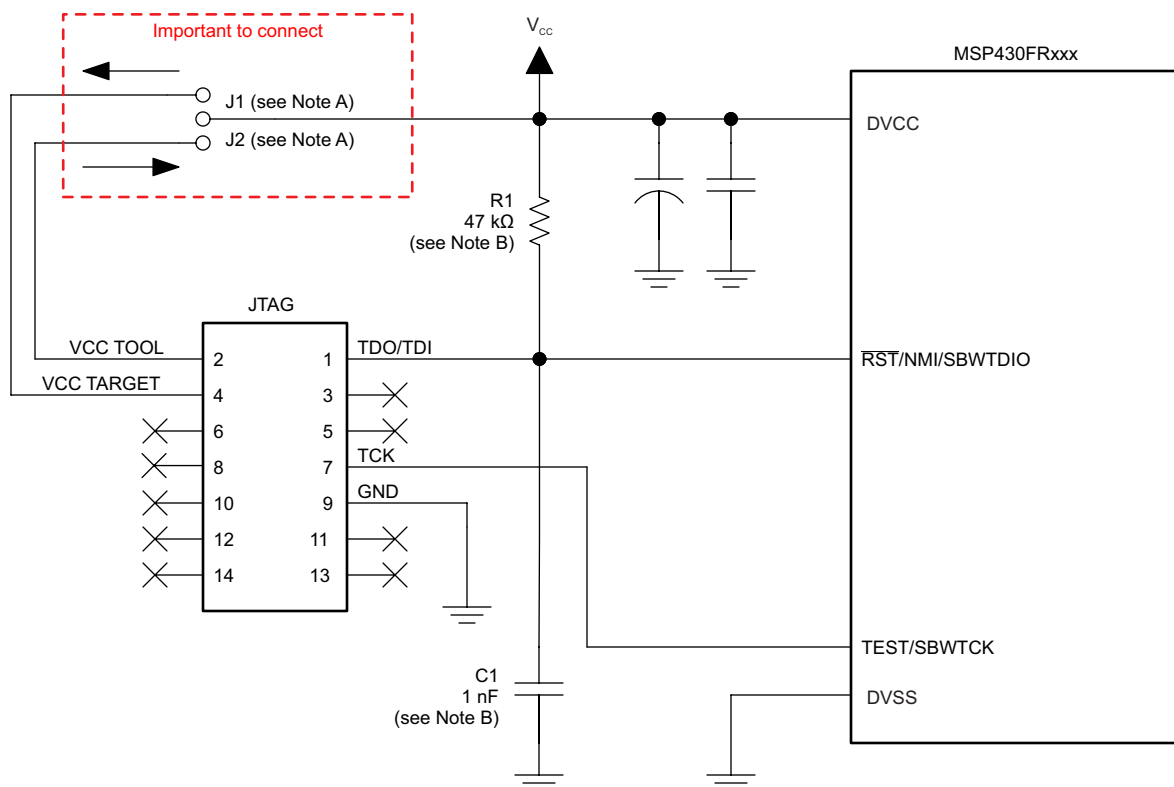 Important to connect
V_CC
MSP430FRxxx
J1 (see Note A)
J2 (see Note A)
DVCC
R1
47 kΩ
(see Note B)
JTAG
VCC TOOL
2
1
TDO/TDI
R̅S̅T̅/NMI/SBWTDIO
VCC TARGET
4
3
6
5
8
7
TCK
10
9
GND
12
11
14
13
TEST/SBWTCK
C1
1 nF
(see Note B)
DVSS